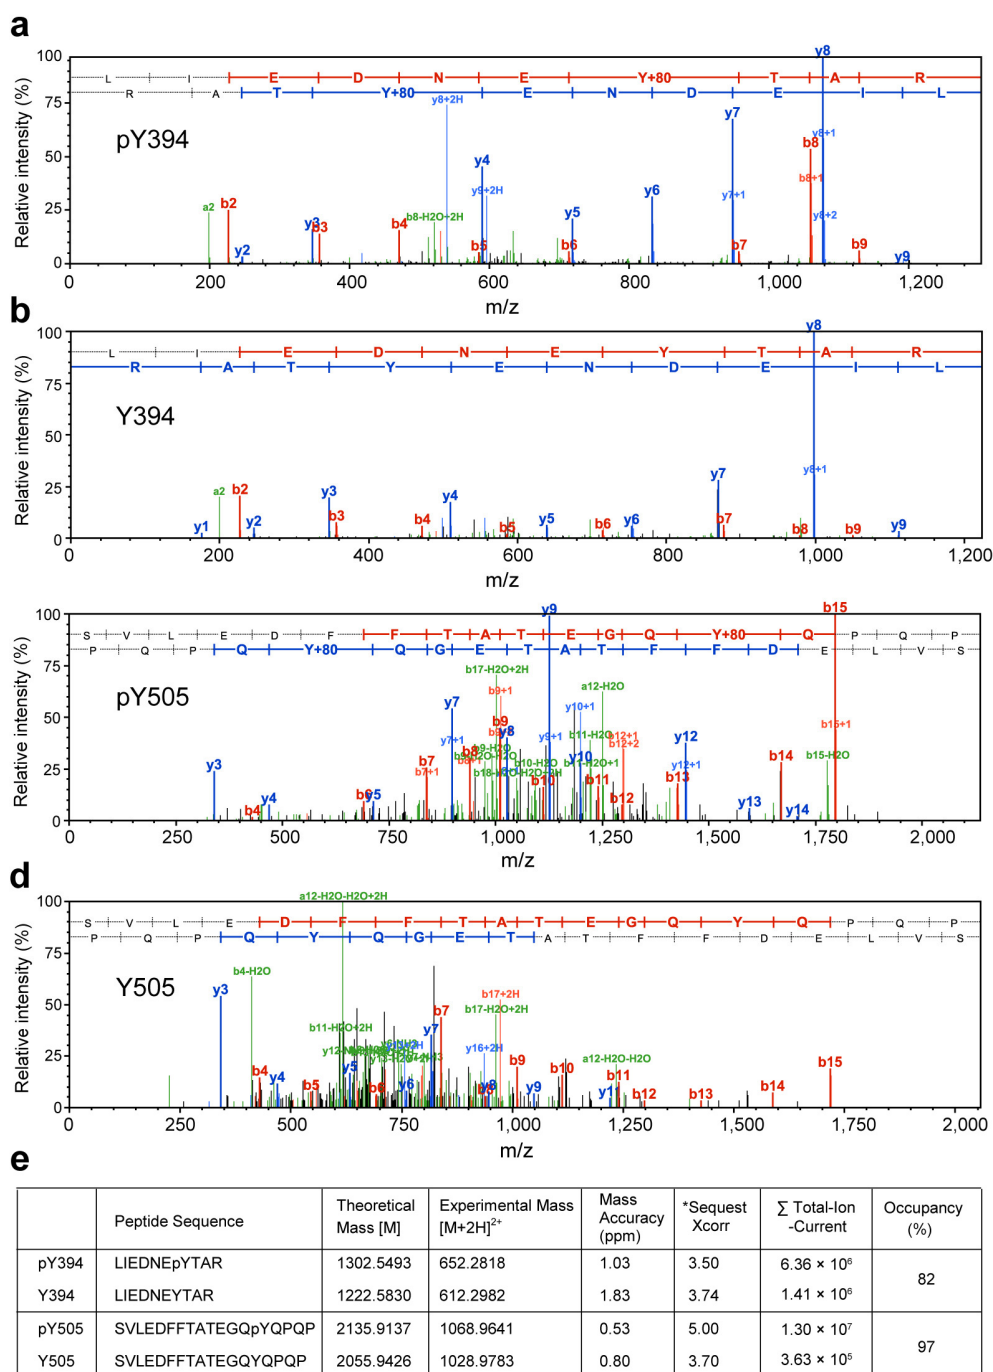 a
100
75
50
25
0
Relative intensity (%)
L I E D N E Y+80 T A R
R A T Y+80 E N D E I L
pY394
a2 b2 y2 y3 b3 b4 b8-H2O+2H y8+2H b5 y4 y9+2H b6 y5 y6 y7 y7+1 b7 b8 b8+1 y8 y8+1 y8+2 b9 y9
0 200 400 600 800 1,000 1,200
m/z
b
100
75
50
25
0
Relative intensity (%)
L I E D N E Y T A R
R A T Y E N D E I L
Y394
y1 a2 b2 y2 y3 b3 b4 y4 b5 y5 b6 y6 y7 b7 b8 y8 y8+1 b9 y9
0 200 400 600 800 1,000 1,200
m/z
100
75
50
25
0
Relative intensity (%)
S V L E D F F T A T E G Q Y+80 Q P Q P
P Q P Q Y+80 Q G E T A T F F D E L V S
pY505
y3 b4 y4 y5 b7 b7+1 y7 y7+1 b8 b17-H2O+2H b9+1 b9 b9-H2O y8 b10-H2O b10 y9 y9+1 y10+1 y10 a12-H2O b11-H2O b11 b12+1 b12+2 b12 b13 y12 y12+1 y13 b14 y14 b15-H2O b15+1 b15
0 250 500 750 1,000 1,250 1,500 1,750 2,000
m/z
d
a12-H2O-H2O+2H
100
75
50
25
0
Relative intensity (%)
S V L E D F F T A T E G Q Y Q P Q P
P Q P Q Y Q G E T A T F F D E L V S
Y505
y3 b4-H2O b4 y4 b5 b11-H2O+2H y5 b6 y6 y7 b7 y16+2H y8 b17-H2O+2H b17+2H b9 y9 b10 a12-H2O-H2O b11 b12 b13 b14 b15
0 250 500 750 1,000 1,250 1,500 1,750 2,000
m/z
e
Peptide Sequence | Theoretical Mass [M] | Experimental Mass [M+2H]2+ | Mass Accuracy (ppm) | *Sequest Xcorr | ∑ Total-Ion -Current | Occupancy (%)
pY394 LIEDNEpYTAR 1302.5493 652.2818 1.03 3.50 6.36 × 10⁶
82
Y394 LIEDNEYTAR 1222.5830 612.2982 1.83 3.74 1.41 × 10⁶
pY505 SVLEDFFTATEGQpYQPQP 2135.9137 1068.9641 0.53 5.00 1.30 × 10⁷
97
Y505 SVLEDFFTATEGQYQPQP 2055.9426 1028.9783 0.80 3.70 3.63 × 10⁵